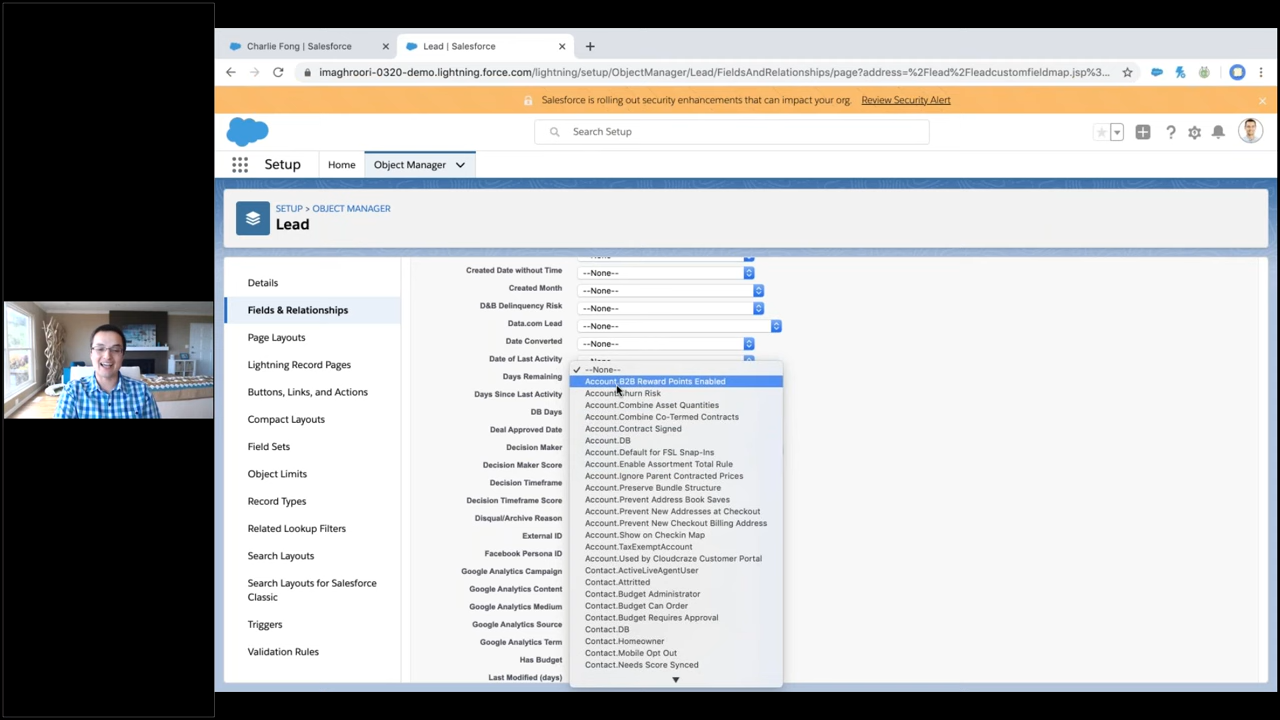 Charlie Fong | Salesforce
Lead | Salesforce
imaghroori-0320-demo.lightning.force.com/lightning/setup/ObjectManager/Lead/FieldsAndRelationships/page?address=%2Flead%2Fleadcustomfieldmap.jsp%3...
Salesforce is rolling out security enhancements that can impact your org. Review Security Alert
Search Setup
Setup
Home
Object Manager
SETUP > OBJECT MANAGER
Lead
Details
Fields & Relationships
Page Layouts
Lightning Record Pages
Buttons, Links, and Actions
Compact Layouts
Field Sets
Object Limits
Record Types
Related Lookup Filters
Search Layouts
Search Layouts for Salesforce
Classic
Triggers
Validation Rules
Created Date without Time --None--
Created Month --None--
D&B Delinquency Risk --None--
Data.com Lead --None--
Date Converted --None--
Date of Last Activity --None--
Days Remaining
Days Since Last Activity
DB Days
Deal Approved Date
Decision Maker
Decision Maker Score
Decision Timeframe
Decision Timeframe Score
Disqual/Archive Reason
External ID
Facebook Persona ID
Google Analytics Campaign
Google Analytics Content
Google Analytics Medium
Google Analytics Source
Google Analytics Term
Has Budget
Last Modified (days)
--None--
Account.B2B Reward Points Enabled
Account.Churn Risk
Account.Combine Asset Quantities
Account.Combine Co-Termed Contracts
Account.Contract Signed
Account.DB
Account.Default for FSL Snap-Ins
Account.Enable Assortment Total Rule
Account.Ignore Parent Contracted Prices
Account.Preserve Bundle Structure
Account.Prevent Address Book Saves
Account.Prevent New Addresses at Checkout
Account.Prevent New Checkout Billing Address
Account.Show on Checkin Map
Account.TaxExemptAccount
Account.Used by Cloudcraze Customer Portal
Contact.ActiveLiveAgentUser
Contact.Attritted
Contact.Budget Administrator
Contact.Budget Can Order
Contact.Budget Requires Approval
Contact.DB
Contact.Homeowner
Contact.Mobile Opt Out
Contact.Needs Score Synced